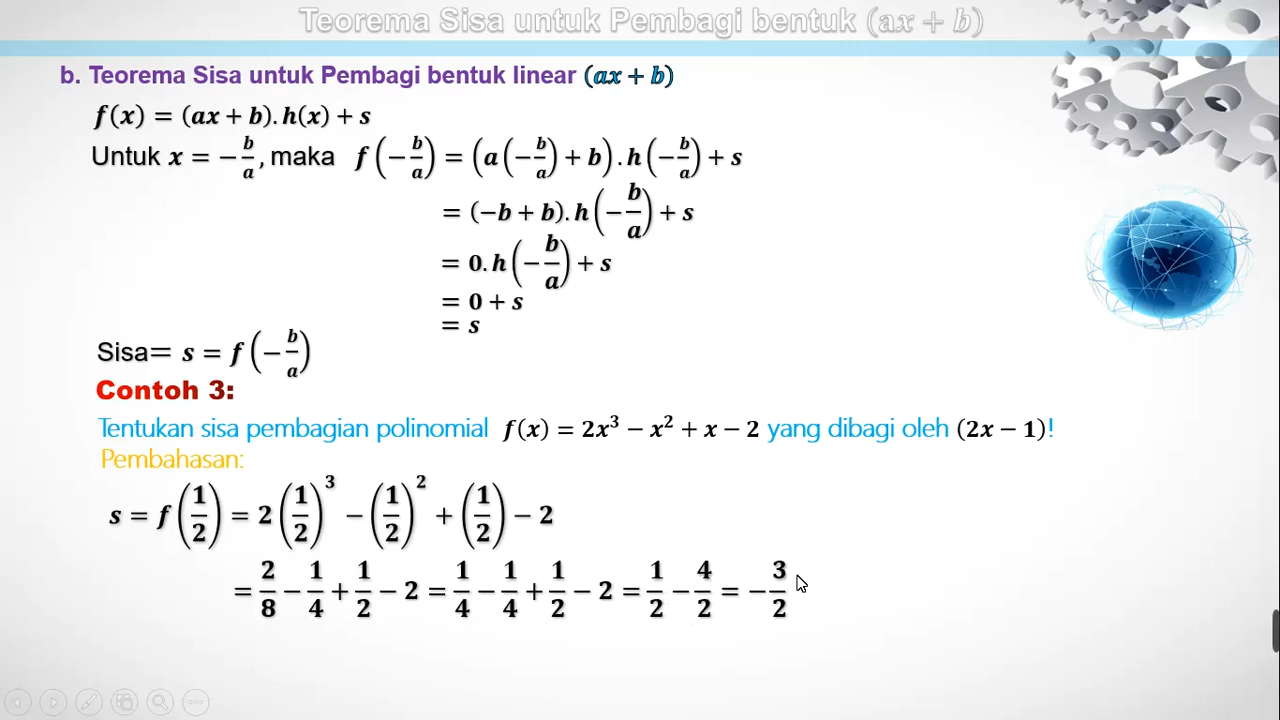 Teorema Sisa untuk Pembagi bentuk (ax + b)
b. Teorema Sisa untuk Pembagi bentuk linear (ax + b)
f(x) = (ax + b). h(x) + s
Untuk x = −b/a, maka f(−b/a) = (a(−b/a) + b). h(−b/a) + s
= (−b + b). h(−b/a) + s
= 0. h(−b/a) + s
= 0 + s
= s
Sisa= s = f(−b/a)
Contoh 3:
Tentukan sisa pembagian polinomial f(x) = 2x³ − x² + x − 2 yang dibagi oleh (2x − 1)!
Pembahasan:
s = f(1/2) = 2(1/2)³ − (1/2)² + (1/2) − 2
= 2/8 − 1/4 + 1/2 − 2 = 1/4 − 1/4 + 1/2 − 2 = 1/2 − 4/2 = −3/2